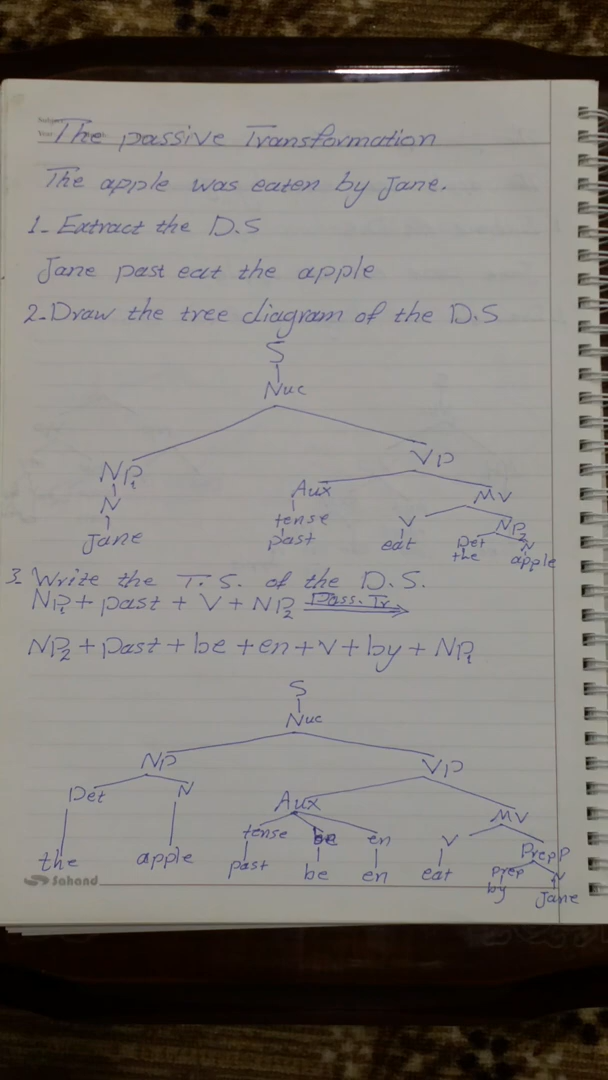 The passive Transformation
The apple was eaten by Jane.
1- Extract the D.S
Jane past eat the apple
2-Draw the tree diagram of the D.S
S
Nuc
NP1 VP
N Aux MV
Jane tense V NP2
past eat Det N
the apple
3- Write the T.S. of the D.S.
NP1 + past + V + NP2 Pass. Tr
NP2 + past + be + en + V + by + NP1
S
Nuc
NP VP
Det N Aux MV
tense be en V PrepP
the apple past be en eat prep N
by Jane
Sahand